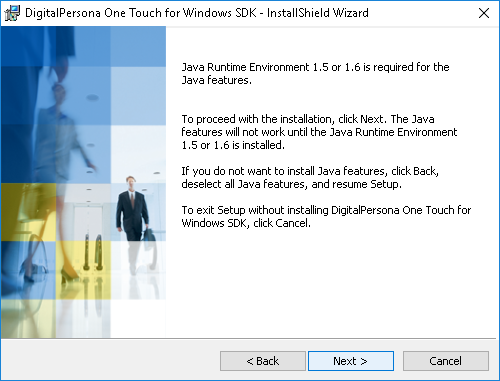 DigitalPersona One Touch for Windows SDK - InstallShield Wizard
Java Runtime Environment 1.5 or 1.6 is required for the
Java features.
To proceed with the installation, click Next. The Java
features will not work until the Java Runtime Environment
1.5 or 1.6 is installed.
If you do not want to install Java features, click Back,
deselect all Java features, and resume Setup.
To exit Setup without installing DigitalPersona One Touch for
Windows SDK, click Cancel.
< Back
Next >
Cancel